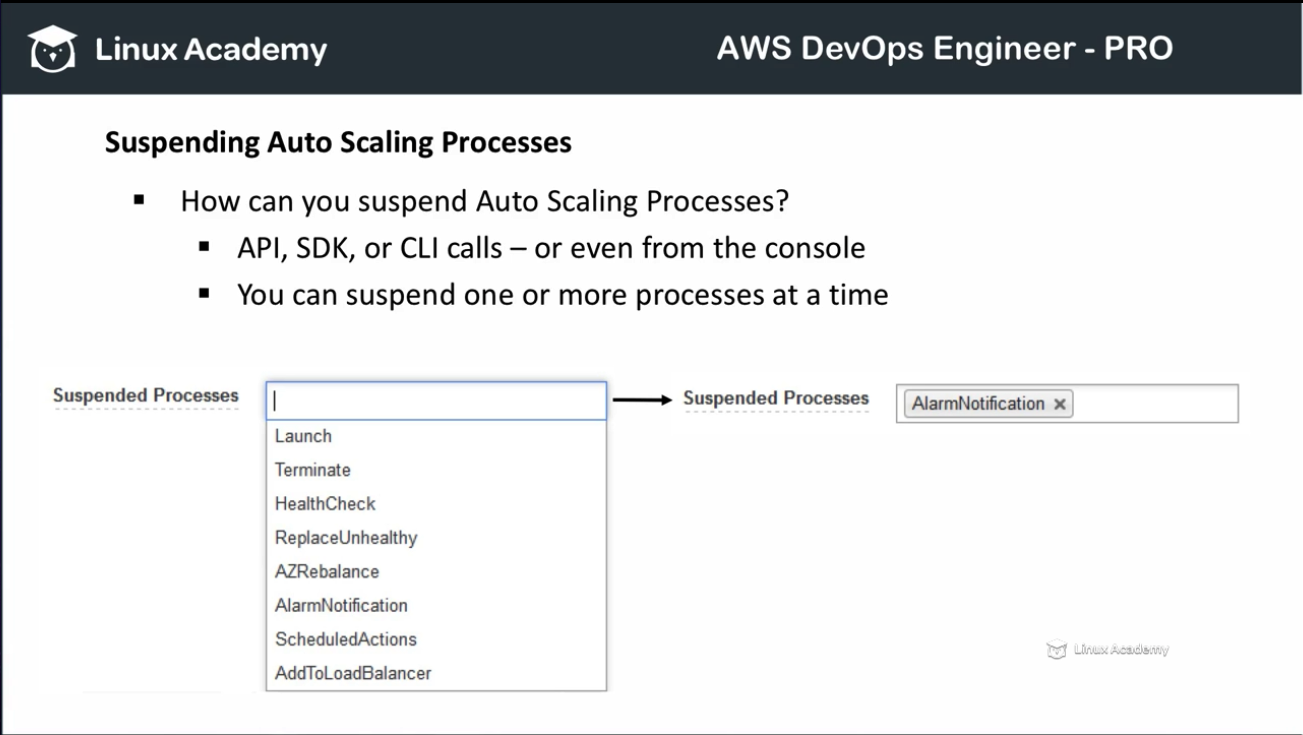 Linux Academy
AWS DevOps Engineer - PRO
Suspending Auto Scaling Processes
▪ How can you suspend Auto Scaling Processes?
▪ API, SDK, or CLI calls – or even from the console
▪ You can suspend one or more processes at a time
Suspended Processes
Launch
Terminate
HealthCheck
ReplaceUnhealthy
AZRebalance
AlarmNotification
ScheduledActions
AddToLoadBalancer
Suspended Processes
AlarmNotification ×
Linux Academy